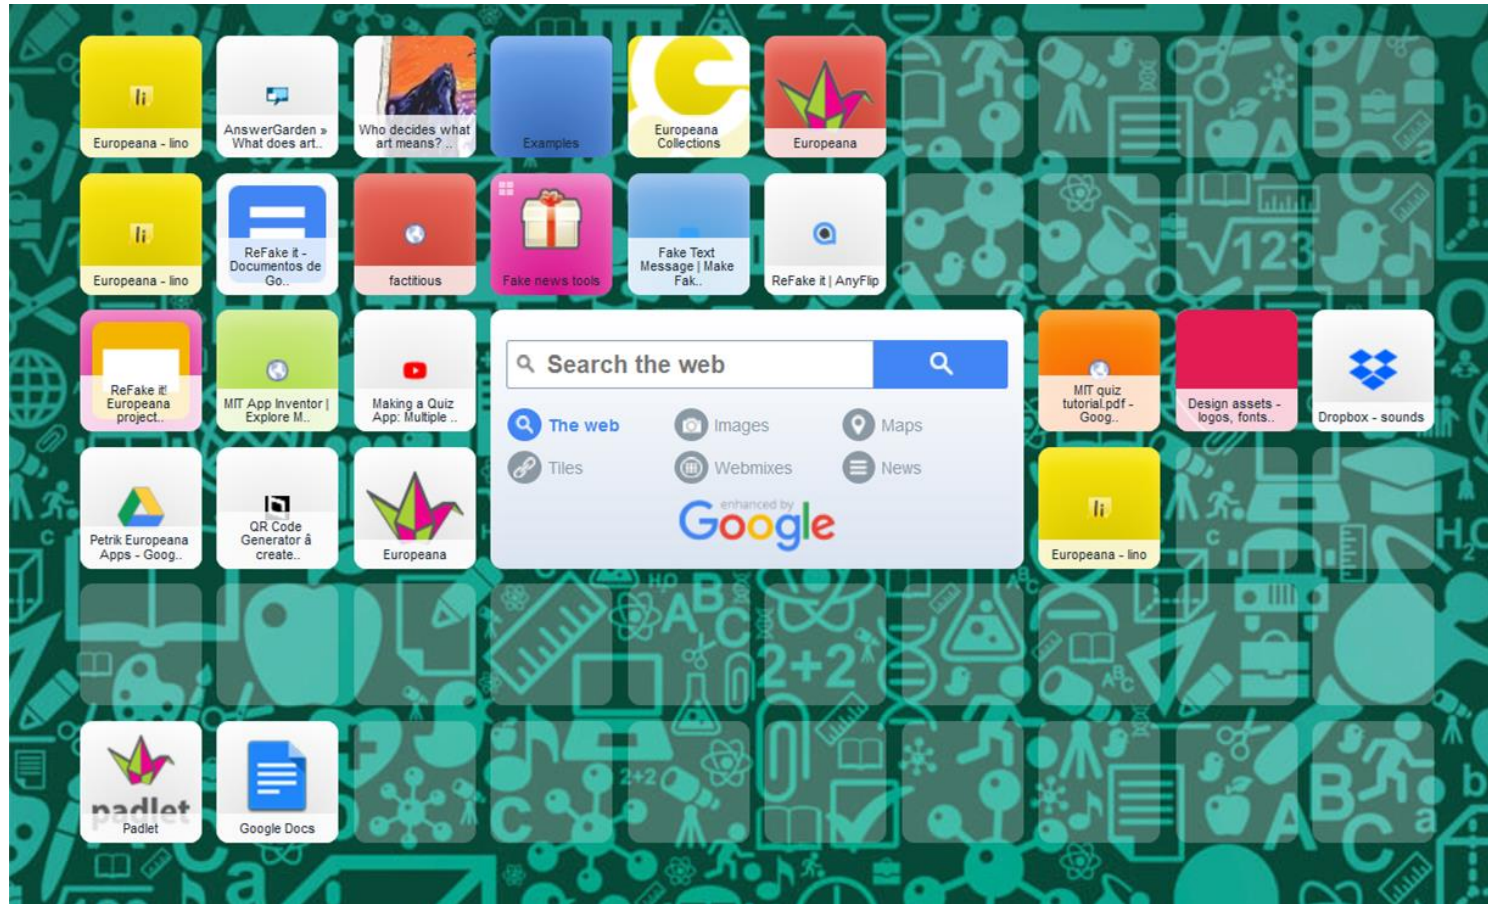 Europeana - lino
AnswerGarden »
What does art..
Who decides what
art means? ..
Examples
Europeana
Collections
Europeana
Europeana - lino
ReFake it -
Documentos de
Go..
factitious
Fake news tools
Fake Text
Message | Make
Fak..
ReFake it | AnyFlip
ReFake it!
Europeana
project..
MIT App Inventor |
Explore M..
Making a Quiz
App: Multiple ..
Search the web
The web
Images
Maps
Tiles
Webmixes
News
enhanced by
Google
MIT quiz
tutorial.pdf -
Goog..
Design assets -
logos, fonts..
Dropbox - sounds
Petrik Europeana
Apps - Goog..
QR Code
Generator â
create..
Europeana
Europeana - lino
padlet
Padlet
Google Docs